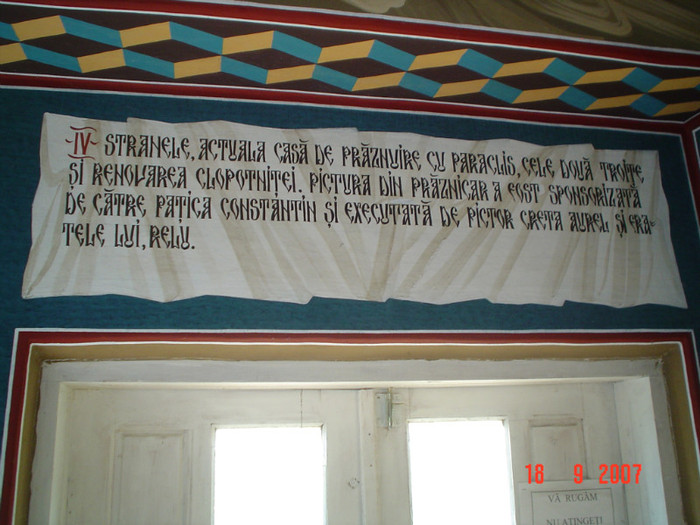 IV STRANELE, ACTUALA CASĂ DE PRĂZNUIRE CU PARACLIS, CELE DOUĂ TROIȚE
ȘI RENOVAREA CLOPOTNIȚEI. PICTURA DIN PRĂZNICAR A FOST SPONSORIZATĂ
DE CĂTRE PAȚICA CONSTANTIN ȘI EXECUTATĂ DE PICTOR CREȚA AUREL ȘI FRA-
TELE LUI, RELU.
18 9 2007
VĂ RUGĂM
NU ATINGEȚI